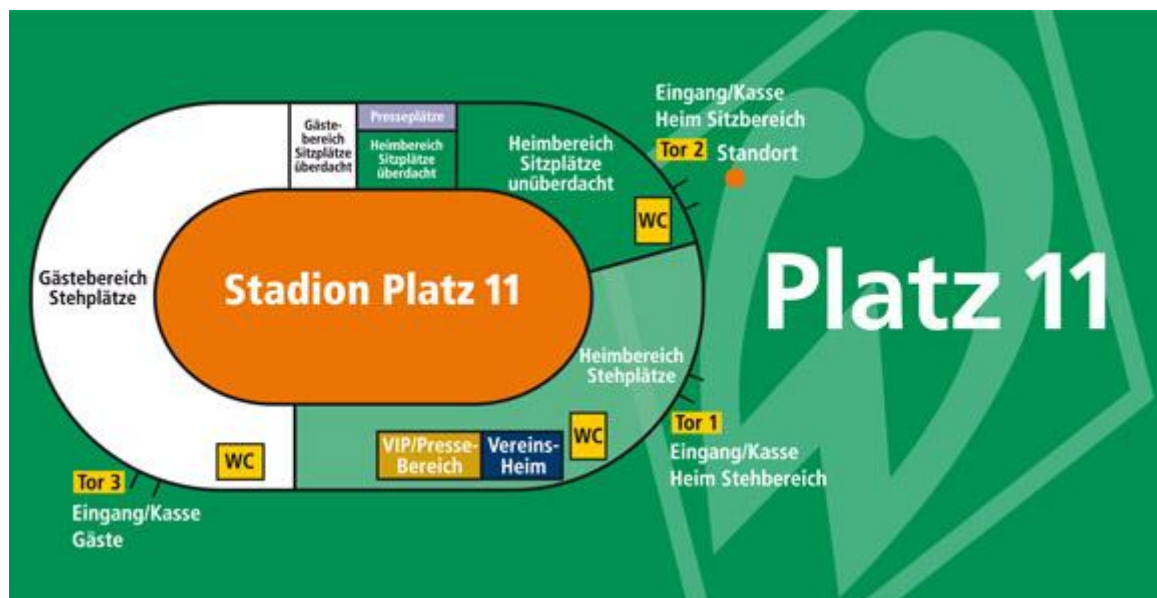 Gäste-
bereich
Sitzplätze
überdacht
Presseplätze
Heimbereich
Sitzplätze
überdacht
Heimbereich
Sitzplätze
unüberdacht
Eingang/Kasse
Heim Sitzbereich
Tor 2 Standort
WC
Gästebereich
Stehplätze
Stadion Platz 11
Platz 11
Heimbereich
Stehplätze
Tor 1
Eingang/Kasse
Heim Stehbereich
WC
VIP/Presse-
Bereich
Vereins-
Heim
WC
Tor 3
Eingang/Kasse
Gäste